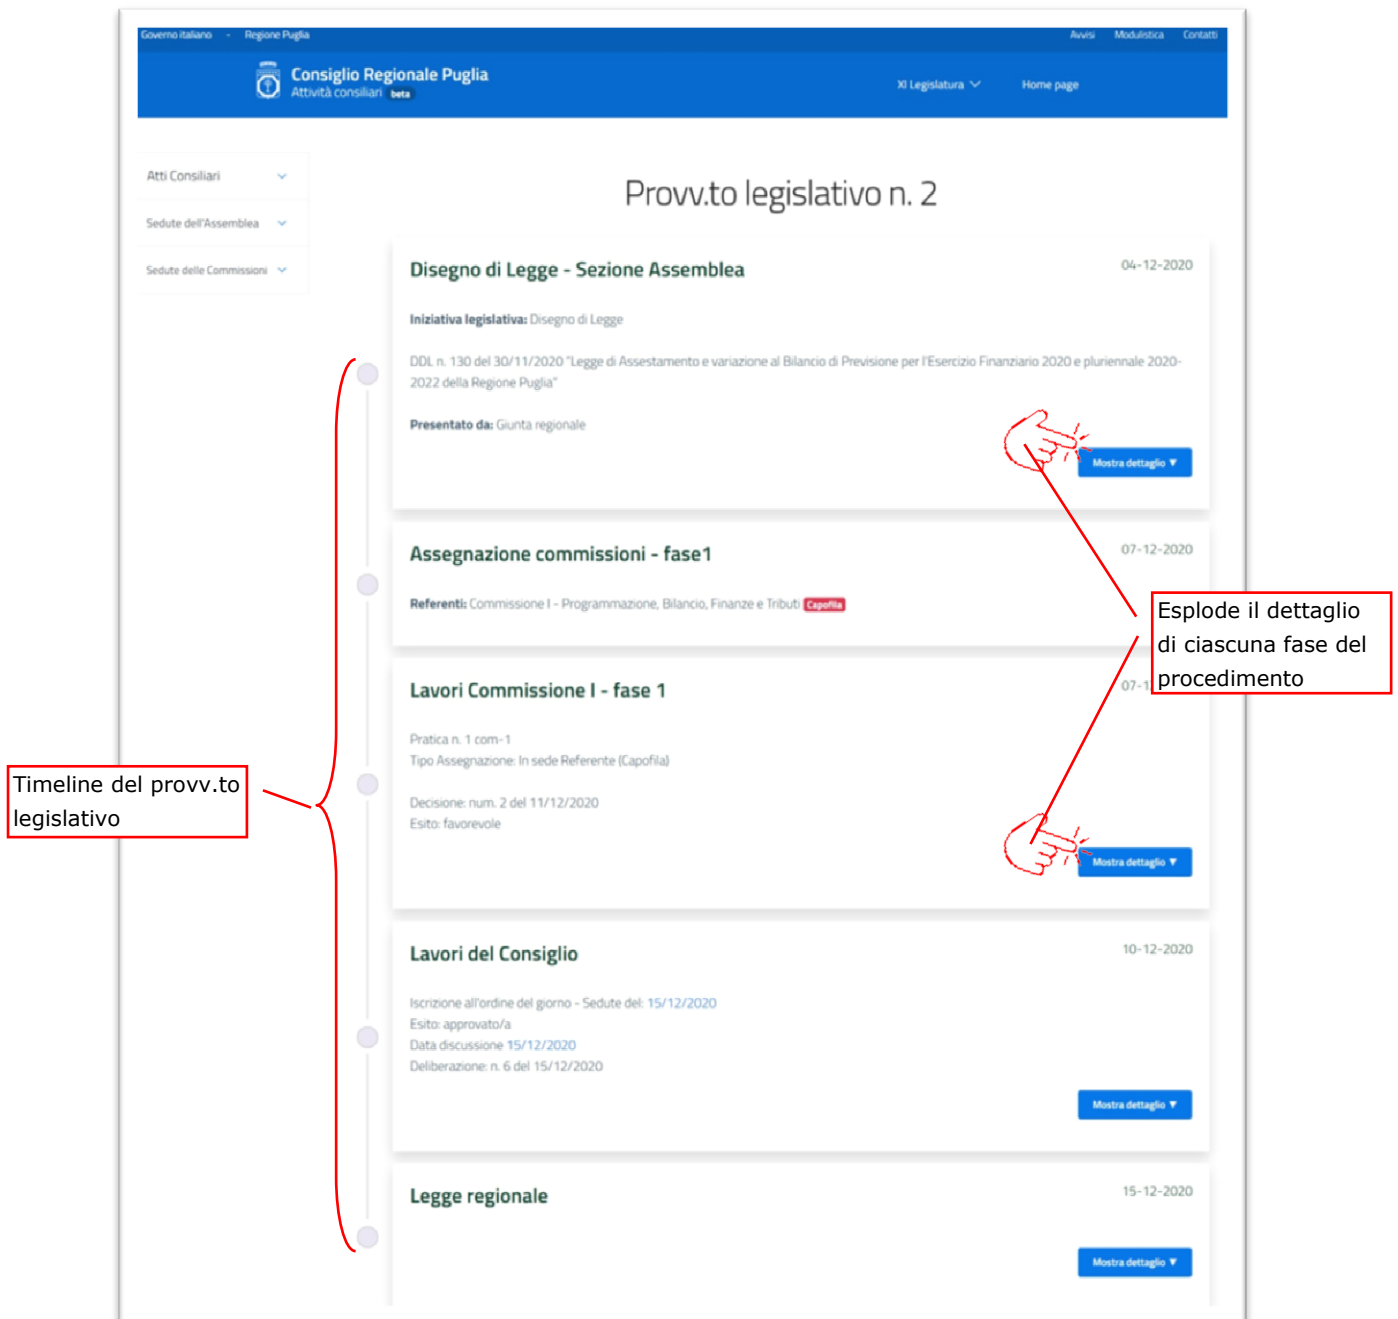 Governo italiano - Regione Puglia Avvisi Modulistica Contatti
Consiglio Regionale Puglia
Attività consiliari beta
XI Legislatura Home page
Atti Consiliari
Sedute dell'Assemblea
Sedute delle Commissioni
Provv.to legislativo n. 2
Disegno di Legge - Sezione Assemblea 04-12-2020
Iniziativa legislativa: Disegno di Legge
DDL n. 130 del 30/11/2020 "Legge di Assestamento e variazione al Bilancio di Previsione per l'Esercizio Finanziario 2020 e pluriennale 2020-
2022 della Regione Puglia"
Presentato da: Giunta regionale
Mostra dettaglio ▼
Assegnazione commissioni - fase1 07-12-2020
Referenti: Commissione I - Programmazione, Bilancio, Finanze e Tributi Capofila
Esplode il dettaglio
di ciascuna fase del
procedimento
Lavori Commissione I - fase 1 07-1
Pratica n. 1 com-1
Tipo Assegnazione: In sede Referente (Capofila)
Decisione: num. 2 del 11/12/2020
Esito: favorevole
Mostra dettaglio ▼
Timeline del provv.to
legislativo
Lavori del Consiglio 10-12-2020
Iscrizione all'ordine del giorno - Sedute del: 15/12/2020
Esito: approvato/a
Data discussione 15/12/2020
Deliberazione: n. 6 del 15/12/2020
Mostra dettaglio ▼
Legge regionale 15-12-2020
Mostra dettaglio ▼